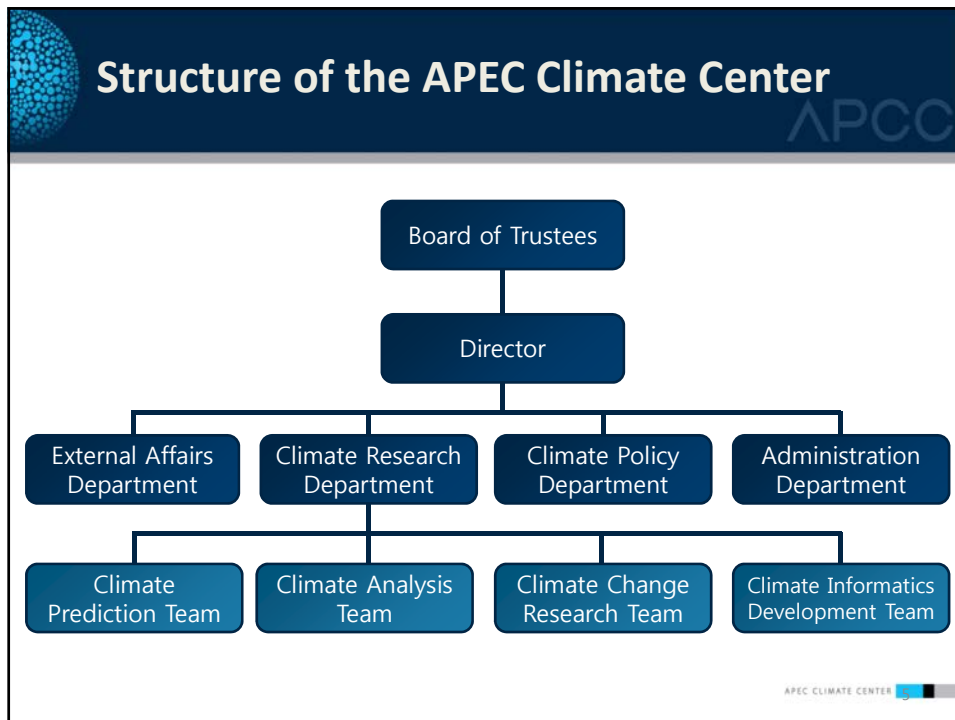 Structure of the APEC Climate Center
APCC
Board of Trustees
Director
External Affairs
Department
Climate Research
Department
Climate Policy
Department
Administration
Department
Climate
Prediction Team
Climate Analysis
Team
Climate Change
Research Team
Climate Informatics
Development Team
APEC CLIMATE CENTER 5